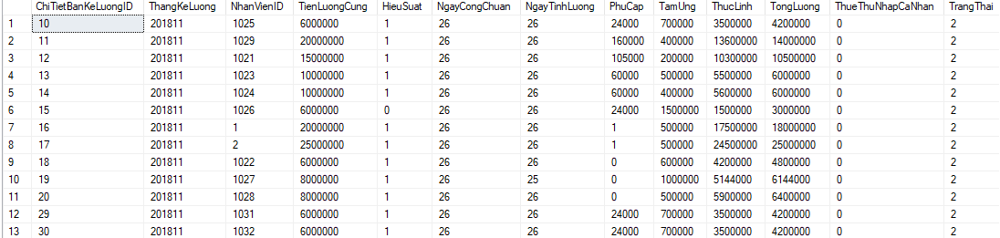 ChiTietBanKeLuongID ThangKeLuong NhanVienID TienLuongCung HieuSuat NgayCongChuan NgayTinhLuong PhuCap TamUng ThucLinh TongLuong ThueThuNhapCaNhan TrangThai
1 10 201811 1025 6000000 1 26 26 24000 700000 3500000 4200000 0 2
2 11 201811 1029 20000000 1 26 26 160000 400000 13600000 14000000 0 2
3 12 201811 1021 15000000 1 26 26 105000 200000 10300000 10500000 0 2
4 13 201811 1023 10000000 1 26 26 60000 500000 5500000 6000000 0 2
5 14 201811 1024 10000000 1 26 26 60000 400000 5600000 6000000 0 2
6 15 201811 1026 6000000 0 26 26 24000 1500000 1500000 3000000 0 2
7 16 201811 1 20000000 1 26 26 1 500000 17500000 18000000 0 2
8 17 201811 2 25000000 1 26 26 1 500000 24500000 25000000 0 2
9 18 201811 1022 6000000 1 26 26 0 600000 4200000 4800000 0 2
10 19 201811 1027 8000000 1 26 25 0 1000000 5144000 6144000 0 2
11 20 201811 1028 8000000 1 26 26 0 500000 5900000 6400000 0 2
12 29 201811 1031 6000000 1 26 26 24000 700000 3500000 4200000 0 2
13 30 201811 1032 6000000 1 26 26 24000 700000 3500000 4200000 0 2